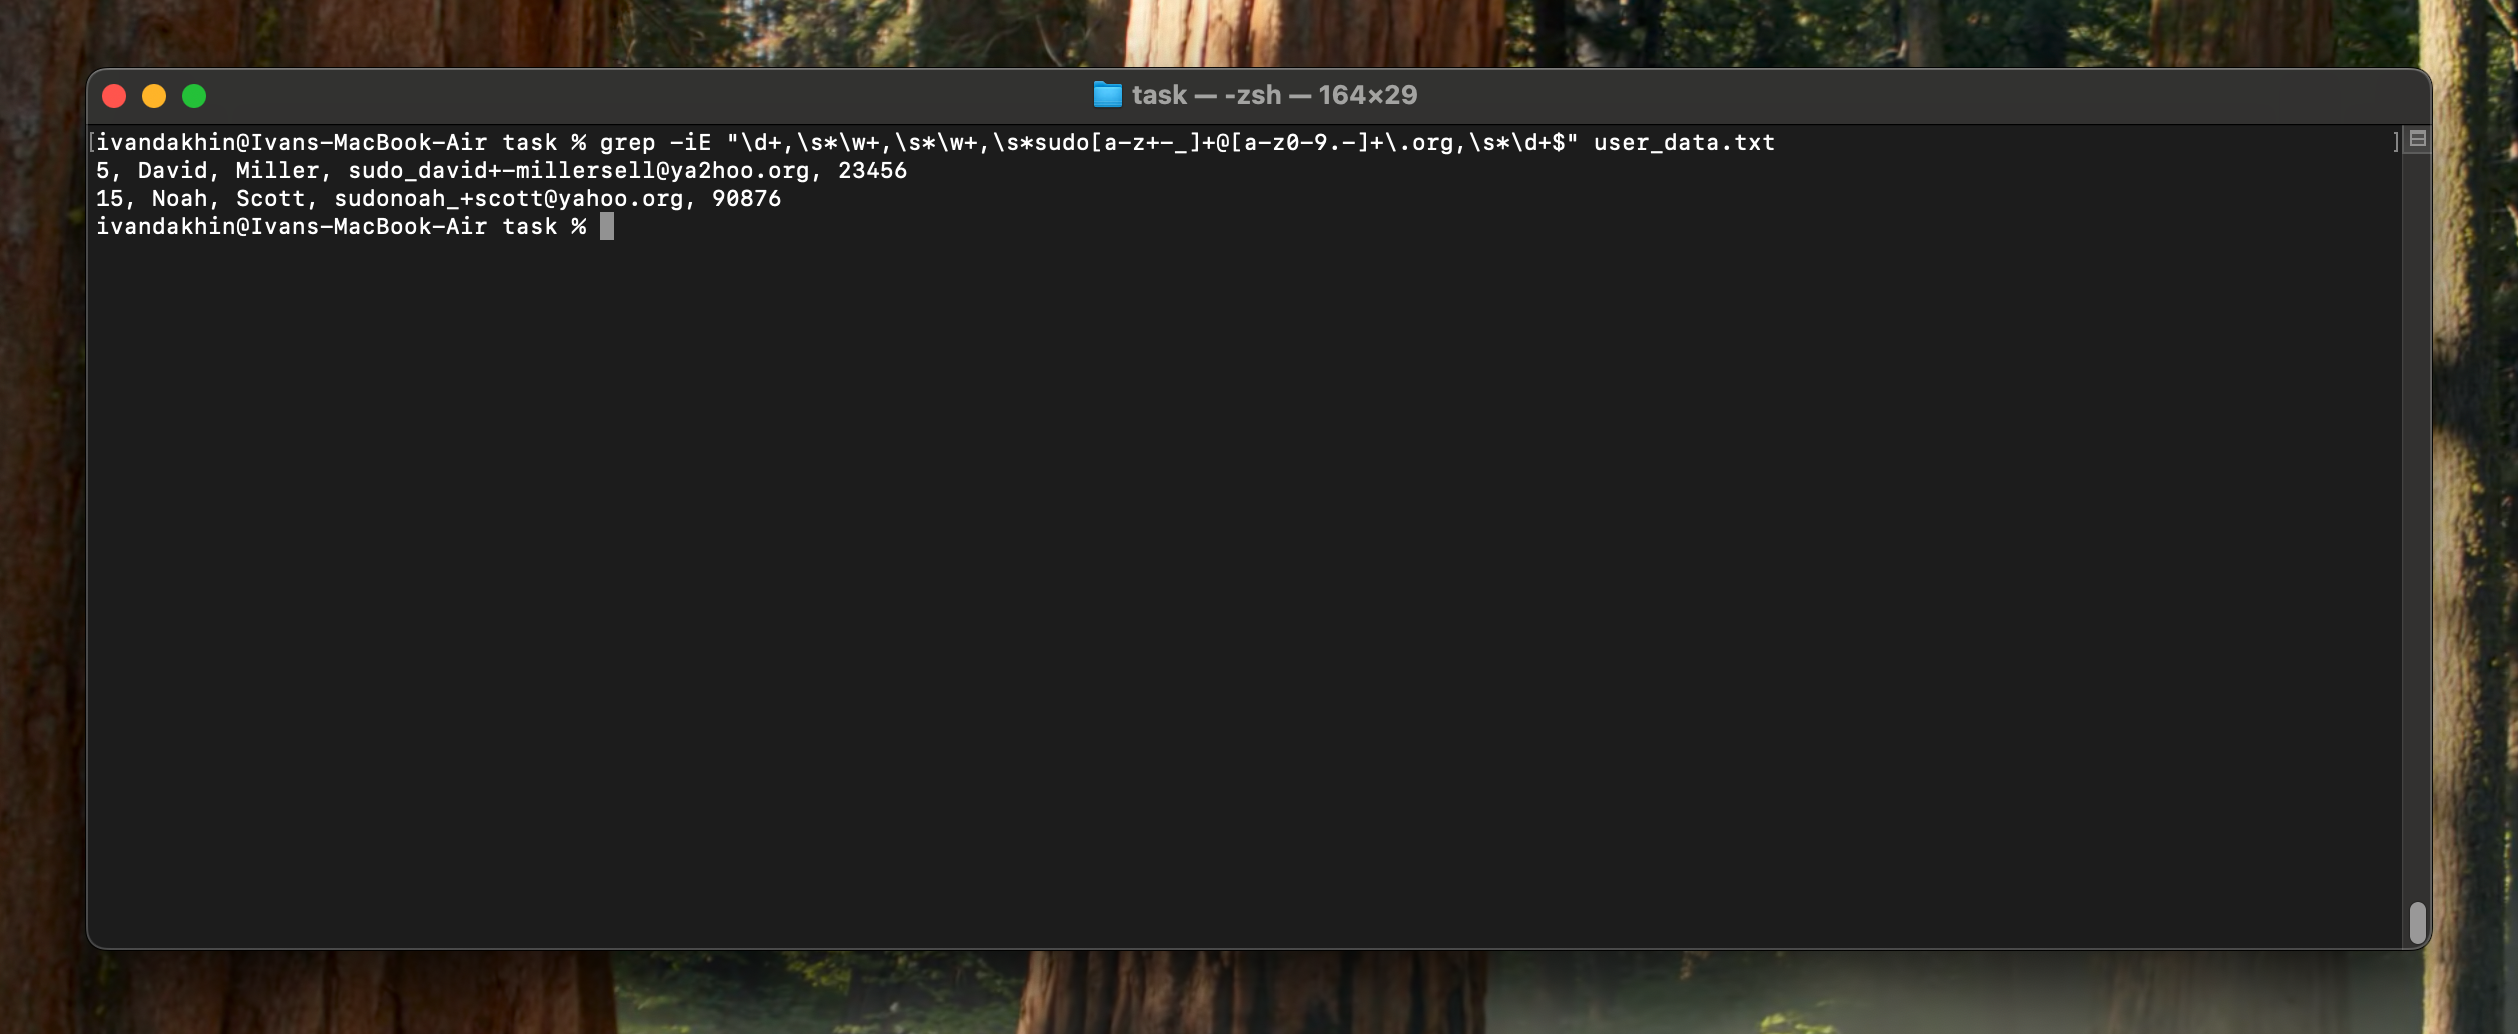 task — -zsh — 164×29
[ivandakhin@Ivans-MacBook-Air task % grep -iE "\d+,\s*\w+,\s*\w+,\s*sudo[a-z+-_]+@[a-z0-9.-]+\.org,\s*\d+$" user_data.txt ]
5, David, Miller, sudo_david+-millersell@ya2hoo.org, 23456
15, Noah, Scott, sudonoah_+scott@yahoo.org, 90876
ivandakhin@Ivans-MacBook-Air task %